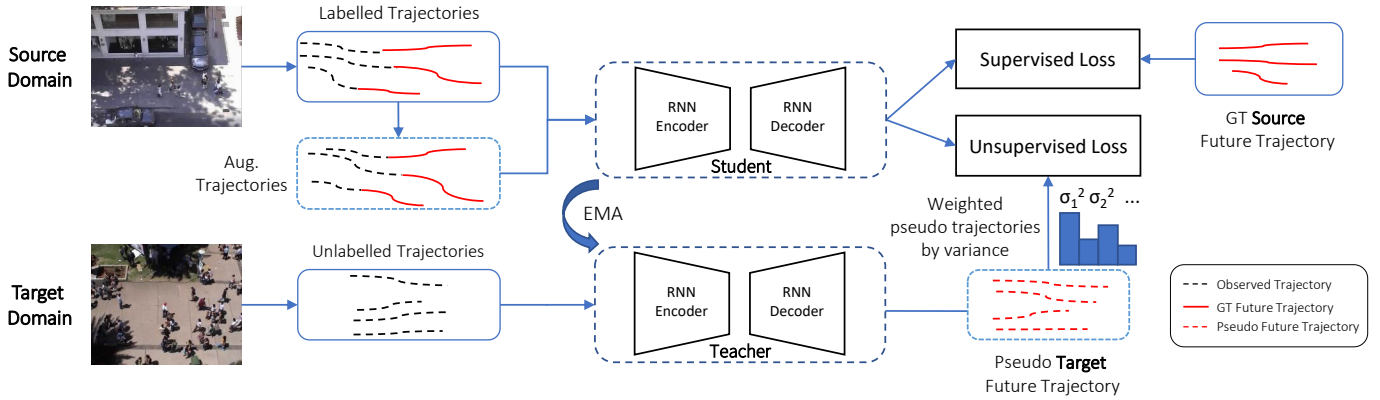 Labelled Trajectories
Source
Domain
Aug.
Trajectories
RNN
Encoder
RNN
Decoder
Student
Supervised Loss
Unsupervised Loss
GT Source
Future Trajectory
EMA
Weighted
pseudo trajectories
by variance
σ₁² σ₂² ...
Target
Domain
Unlabelled Trajectories
RNN
Encoder
RNN
Decoder
Teacher
Pseudo Target
Future Trajectory
Observed Trajectory
GT Future Trajectory
Pseudo Future Trajectory